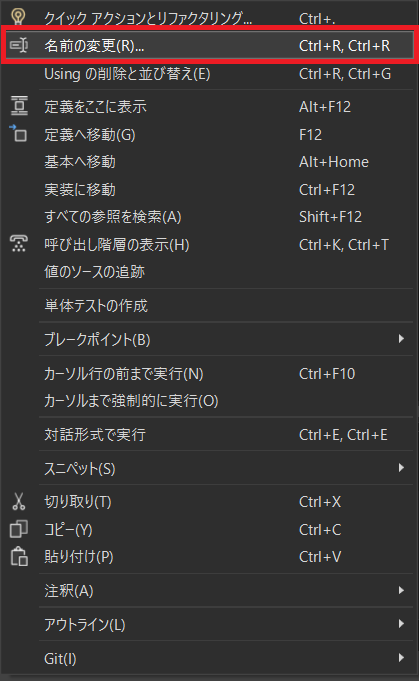 クイック アクションとリファクタリング... Ctrl+.
名前の変更(R)... Ctrl+R, Ctrl+R
Using の削除と並び替え(E) Ctrl+R, Ctrl+G
定義をここに表示 Alt+F12
定義へ移動(G) F12
基本へ移動 Alt+Home
実装に移動 Ctrl+F12
すべての参照を検索(A) Shift+F12
呼び出し階層の表示(H) Ctrl+K, Ctrl+T
値のソースの追跡
単体テストの作成
ブレークポイント(B)
カーソル行の前まで実行(N) Ctrl+F10
カーソルまで強制的に実行(O)
対話形式で実行 Ctrl+E, Ctrl+E
スニペット(S)
切り取り(T) Ctrl+X
コピー(Y) Ctrl+C
貼り付け(P) Ctrl+V
注釈(A)
アウトライン(L)
Git(I)